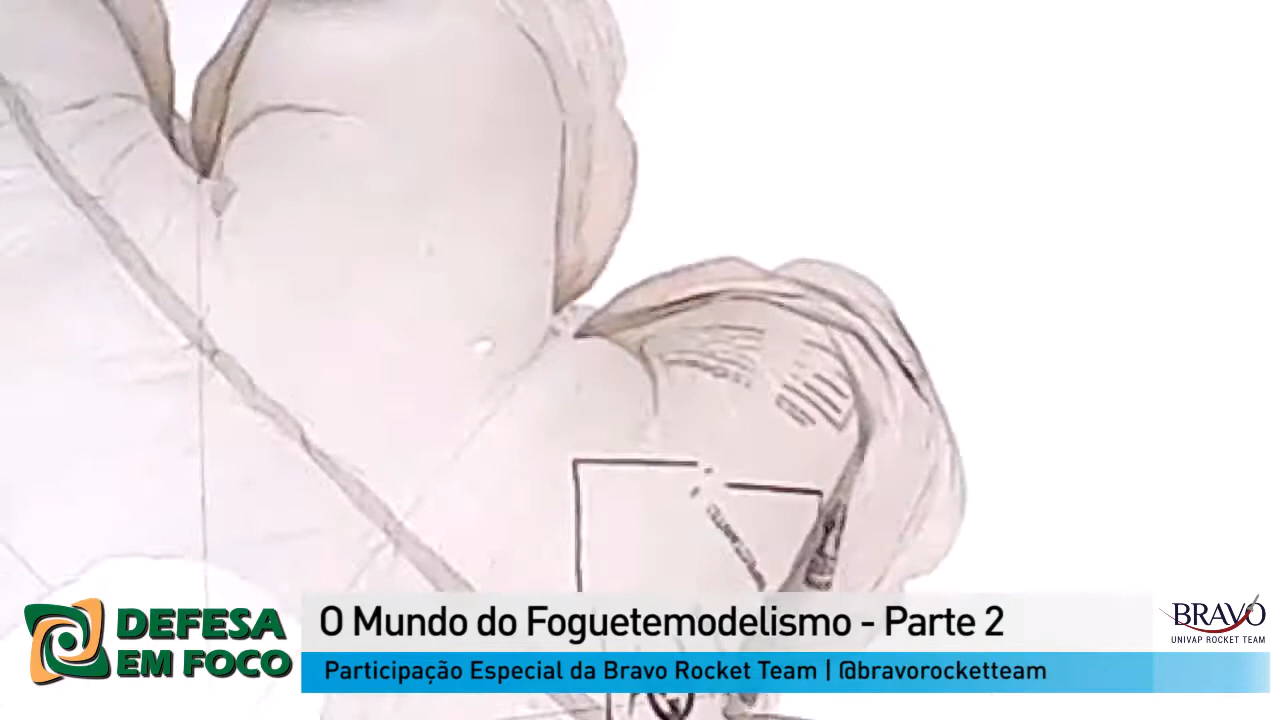 DEFESA
EM FOCO
O Mundo do Foguetemodelismo - Parte 2
Participação Especial da Bravo Rocket Team | @bravorocketteam
BRAVO
UNIVAP ROCKET TEAM